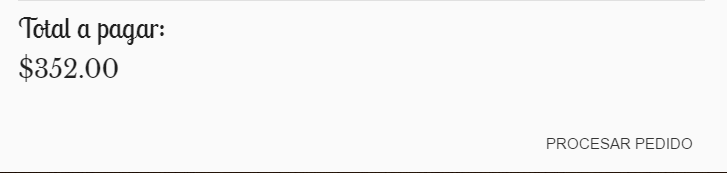 Total a pagar:
$352.00
PROCESAR PEDIDO